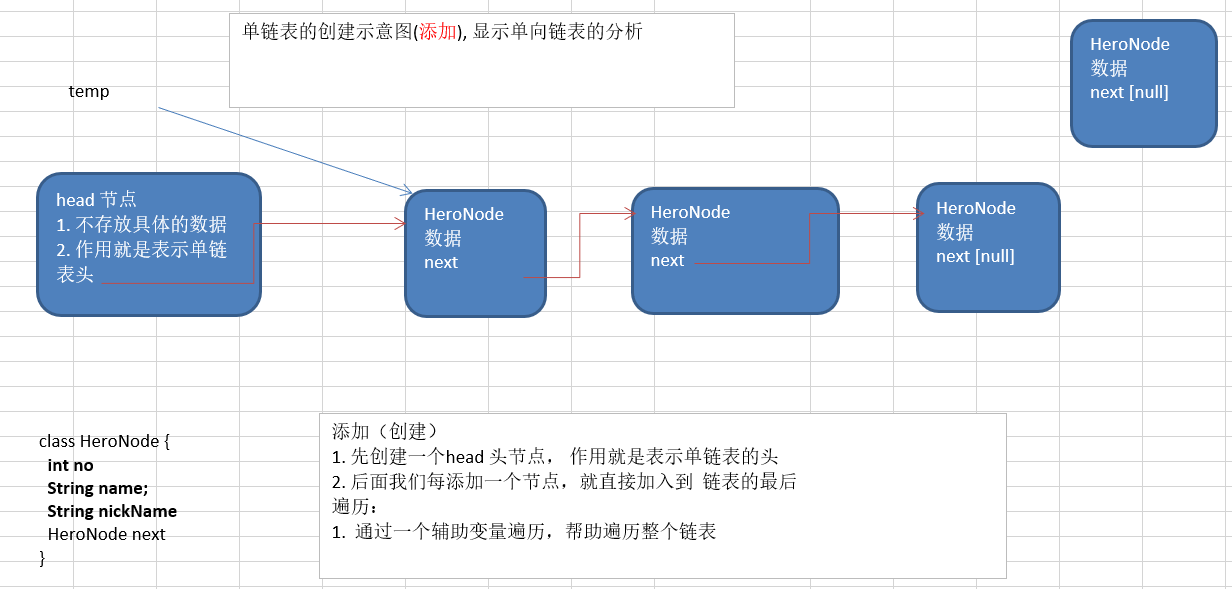 单链表的创建示意图(添加), 显示单向链表的分析
temp
HeroNode
数据
next [null]
head 节点
1. 不存放具体的数据
2. 作用就是表示单链
表头
HeroNode
数据
next
HeroNode
数据
next
HeroNode
数据
next [null]
class HeroNode {
int no
String name;
String nickName
HeroNode next
}
添加（创建）
1. 先创建一个head 头节点， 作用就是表示单链表的头
2. 后面我们每添加一个节点，就直接加入到 链表的最后
遍历：
1. 通过一个辅助变量遍历，帮助遍历整个链表